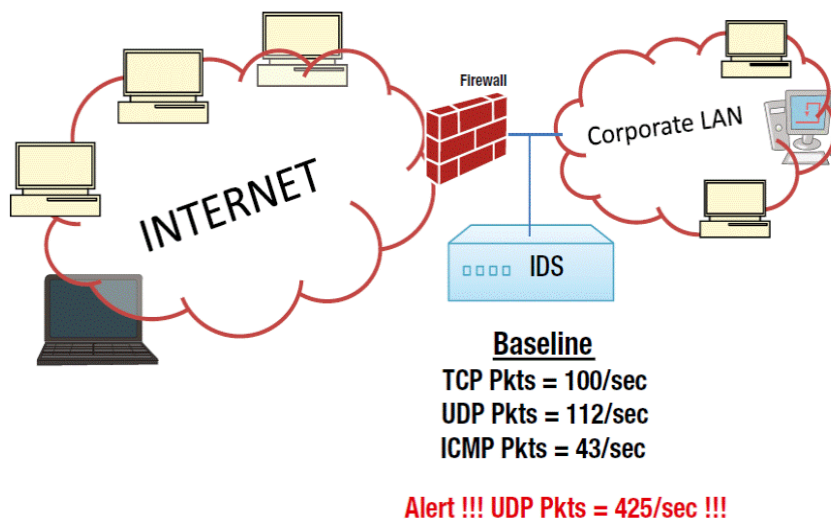 Firewall
INTERNET
Corporate LAN
IDS
Baseline
TCP Pkts = 100/sec
UDP Pkts = 112/sec
ICMP Pkts = 43/sec
Alert !!! UDP Pkts = 425/sec !!!